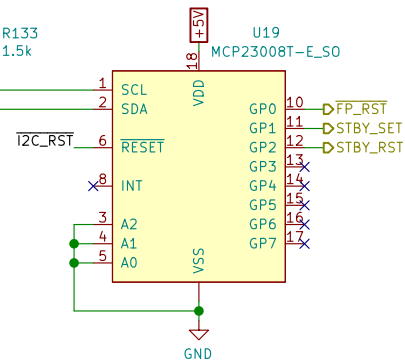 +5V
R133
1.5k
U19
MCP23008T-E_SO
18
VDD
1 SCL
2 SDA
I2C_RST 6 RESET
8 INT
3 A2
4 A1
5 A0
GP0 10 FP_RST
GP1 11 STBY_SET
GP2 12 STBY_RST
GP3 13
GP4 14
GP5 15
GP6 16
GP7 17
VSS
GND